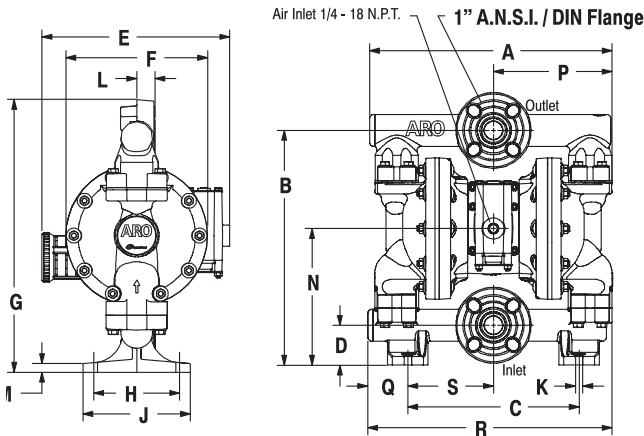 Air Inlet 1/4 - 18 N.P.T.
1" A.N.S.I. / DIN Flange
E
F
L
A
P
Outlet
ARO
B
ARO
G
N
D
Inlet
M
H
J
Q
S
K
C
R